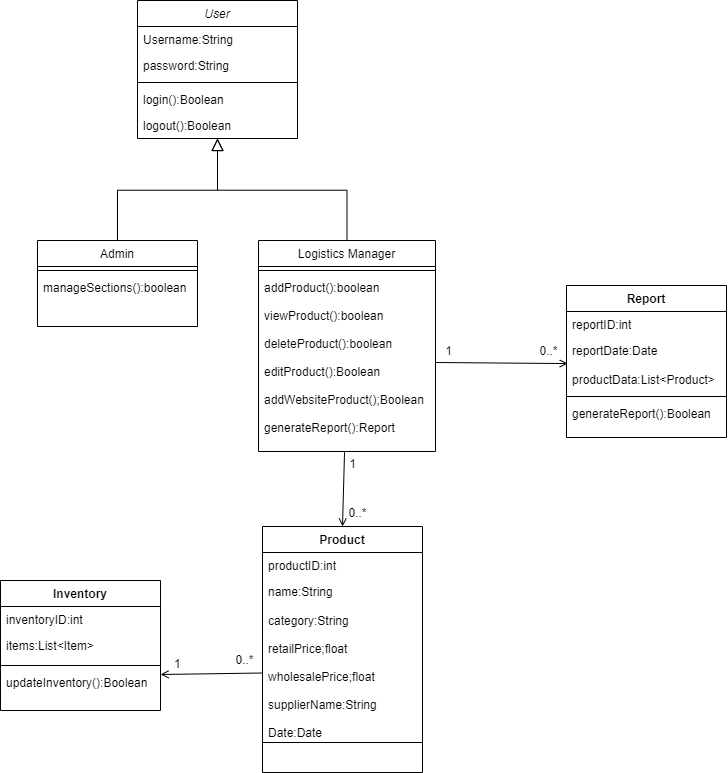 User
Username:String
password:String
login():Boolean
logout():Boolean
Admin
manageSections():boolean
Logistics Manager
addProduct():boolean
viewProduct():boolean
deleteProduct():boolean
editProduct():Boolean
addWebsiteProduct();Boolean
generateReport():Report
1
0..*
Report
reportID:int
reportDate:Date
productData:List<Product>
generateReport():Boolean
1
0..*
Product
productID:int
name:String
category:String
retailPrice;float
wholesalePrice;float
supplierName:String
Date:Date
0..*
1
Inventory
inventoryID:int
items:List<Item>
updateInventory():Boolean